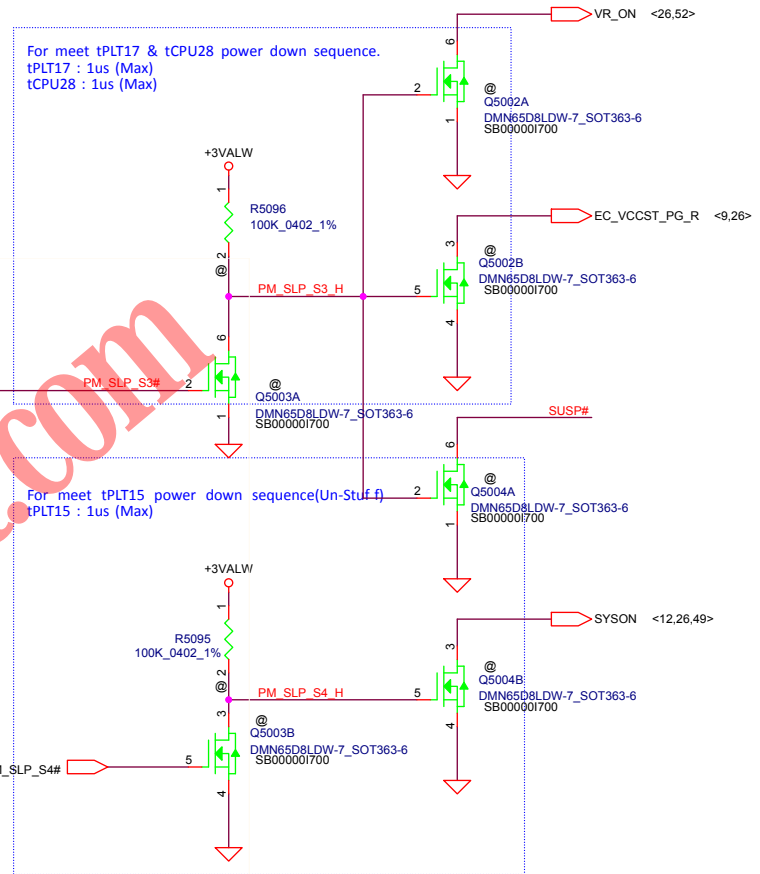 VR_ON <26,52>
For meet tPLT17 & tCPU28 power down sequence.
tPLT17 : 1us (Max)
tCPU28 : 1us (Max)
6
2
@
Q5002A
DMN65D8LDW-7_SOT363-6
SB00000I700
1
+3VALW
1
R5096
100K_0402_1%
2
@
EC_VCCST_PG_R <9,26>
3
@
Q5002B
DMN65D8LDW-7_SOT363-6
SB00000I700
5
4
PM_SLP_S3_H
6
PM_SLP_S3#
2
@
Q5003A
DMN65D8LDW-7_SOT363-6
SB00000I700
1
SUSP#
6
2
@
Q5004A
DMN65D8LDW-7_SOT363-6
SB00000I700
1
For meet tPLT15 power down sequence(Un-Stuff)
tPLT15 : 1us (Max)
+3VALW
1
R5095
100K_0402_1%
2
@
SYSON <12,26,49>
3
@
Q5004B
DMN65D8LDW-7_SOT363-6
SB00000I700
5
4
PM_SLP_S4_H
3
@
Q5003B
DMN65D8LDW-7_SOT363-6
SB00000I700
_SLP_S4#
5
4
.com